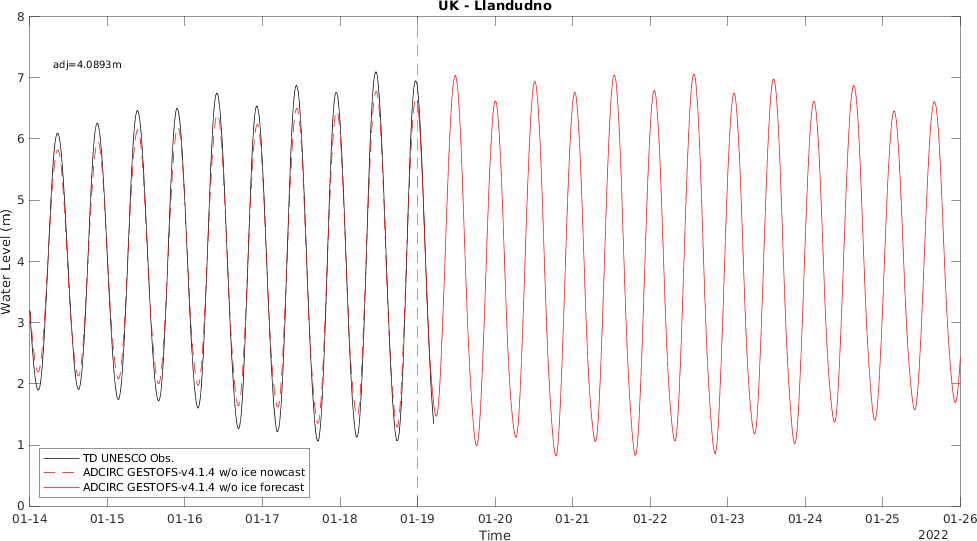 UK - Llandudno
8
7
6
5
4
3
2
1
0
Water Level (m)
adj=4.0893m
TD UNESCO Obs.
ADCIRC GESTOFS-v4.1.4 w/o ice nowcast
ADCIRC GESTOFS-v4.1.4 w/o ice forecast
01-14 01-15 01-16 01-17 01-18 01-19 01-20 01-21 01-22 01-23 01-24 01-25 01-26
Time
2022